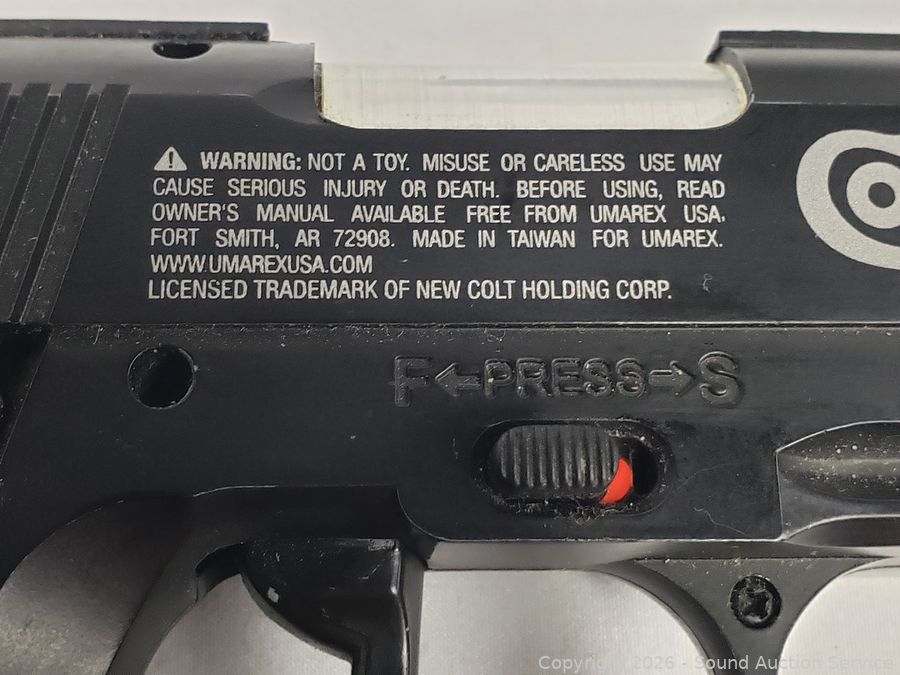 WARNING: NOT A TOY. MISUSE OR CARELESS USE MAY
CAUSE SERIOUS INJURY OR DEATH. BEFORE USING, READ
OWNER'S MANUAL AVAILABLE FREE FROM UMAREX USA,
FORT SMITH, AR 72908. MADE IN TAIWAN FOR UMAREX.
WWW.UMAREXUSA.COM
LICENSED TRADEMARK OF NEW COLT HOLDING CORP.
F←PRESS→S
Copyright 2026 - Sound Auction Service